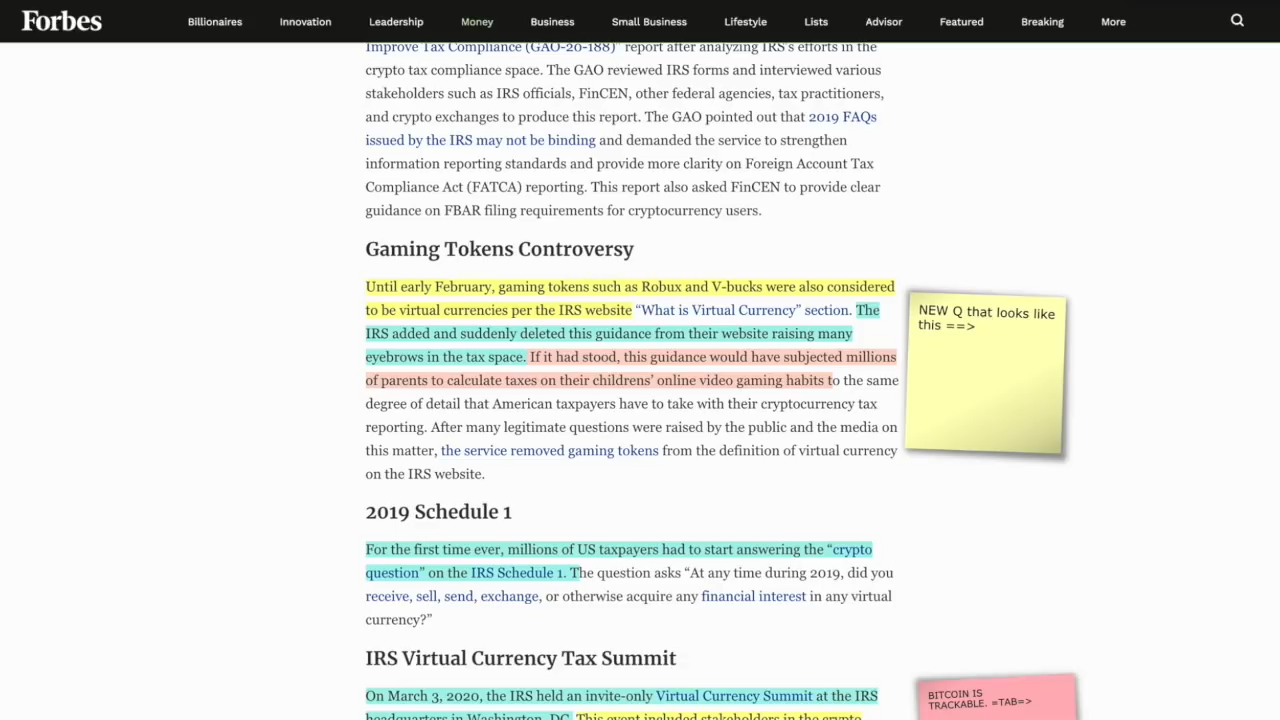 Forbes
Billionaires Innovation Leadership Money Business Small Business Lifestyle Lists Advisor Featured Breaking More
Improve Tax Compliance (GAO-20-188)” report after analyzing IRS’s efforts in the
crypto tax compliance space. The GAO reviewed IRS forms and interviewed various
stakeholders such as IRS officials, FinCEN, other federal agencies, tax practitioners,
and crypto exchanges to produce this report. The GAO pointed out that 2019 FAQs
issued by the IRS may not be binding and demanded the service to strengthen
information reporting standards and provide more clarity on Foreign Account Tax
Compliance Act (FATCA) reporting. This report also asked FinCEN to provide clear
guidance on FBAR filing requirements for cryptocurrency users.
Gaming Tokens Controversy
Until early February, gaming tokens such as Robux and V-bucks were also considered
to be virtual currencies per the IRS website “What is Virtual Currency” section. The
IRS added and suddenly deleted this guidance from their website raising many
eyebrows in the tax space. If it had stood, this guidance would have subjected millions
of parents to calculate taxes on their childrens’ online video gaming habits to the same
degree of detail that American taxpayers have to take with their cryptocurrency tax
reporting. After many legitimate questions were raised by the public and the media on
this matter, the service removed gaming tokens from the definition of virtual currency
on the IRS website.
NEW Q that looks like
this ==>
2019 Schedule 1
For the first time ever, millions of US taxpayers had to start answering the “crypto
question” on the IRS Schedule 1. The question asks “At any time during 2019, did you
receive, sell, send, exchange, or otherwise acquire any financial interest in any virtual
currency?”
IRS Virtual Currency Tax Summit
On March 3, 2020, the IRS held an invite-only Virtual Currency Summit at the IRS
headquarters in Washington, DC. This event included stakeholders in the crypto
BITCOIN IS
TRACKABLE. =TAB=>